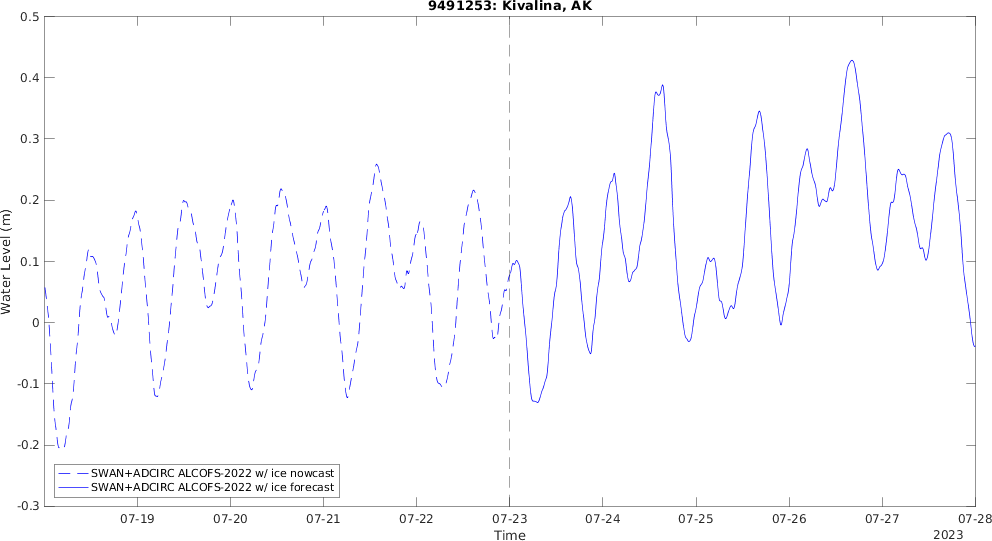 9491253: Kivalina, AK
0.5
0.4
0.3
0.2
0.1
0
-0.1
-0.2
-0.3
Water Level (m)
SWAN+ADCIRC ALCOFS-2022 w/ ice nowcast
SWAN+ADCIRC ALCOFS-2022 w/ ice forecast
07-19 07-20 07-21 07-22 07-23 07-24 07-25 07-26 07-27 07-28
Time
2023